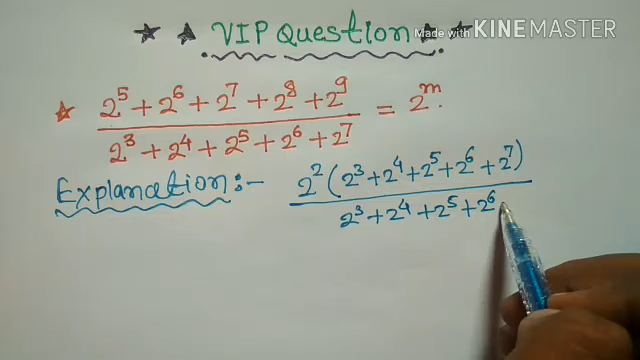 Made with KINEMASTER
VIP Question
2^5 + 2^6 + 2^7 + 2^8 + 2^9 / 2^3 + 2^4 + 2^5 + 2^6 + 2^7 = 2^m.
Explanation:- 2^2 (2^3 + 2^4 + 2^5 + 2^6 + 2^7) / 2^3 + 2^4 + 2^5 + 2^6